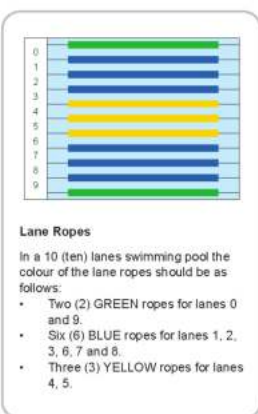 0
1
2
3
4
5
6
7
8
9
Lane Ropes
In a 10 (ten) lanes swimming pool the
colour of the lane ropes should be as
follows:
• Two (2) GREEN ropes for lanes 0
and 9.
• Six (6) BLUE ropes for lanes 1, 2,
3, 6, 7 and 8.
• Three (3) YELLOW ropes for lanes
4, 5.